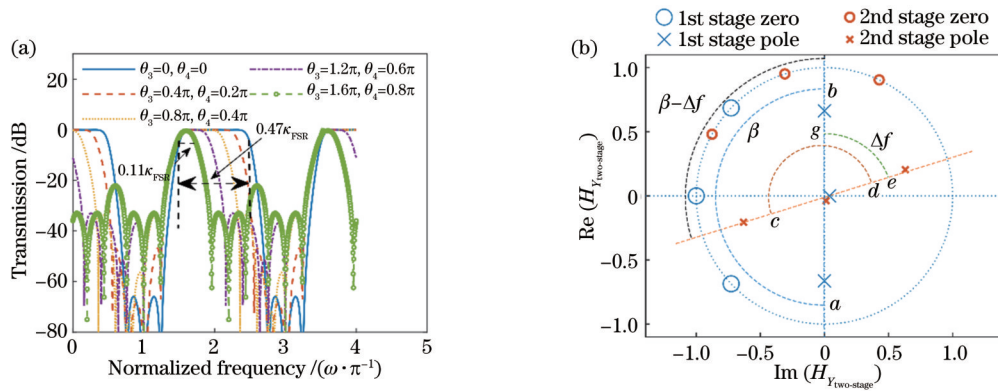 (a)
20
0
−20
−40
−60
−80
Transmission /dB
θ3=0, θ4=0
θ3=0.4π, θ4=0.2π
θ3=0.8π, θ4=0.4π
θ3=1.2π, θ4=0.6π
θ3=1.6π, θ4=0.8π
0.47κFSR
0.11κFSR
0 1 2 3 4 5
Normalized frequency /(ω·π⁻¹)
(b)
1st stage zero
1st stage pole
2nd stage zero
2nd stage pole
1.0
0.5
0
−0.5
−1.0
Re (H_Y_two-stage)
β−Δf
β
b
g
Δf
d
e
c
a
−1.0 −0.5 0 0.5 1.0
Im (H_Y_two-stage)